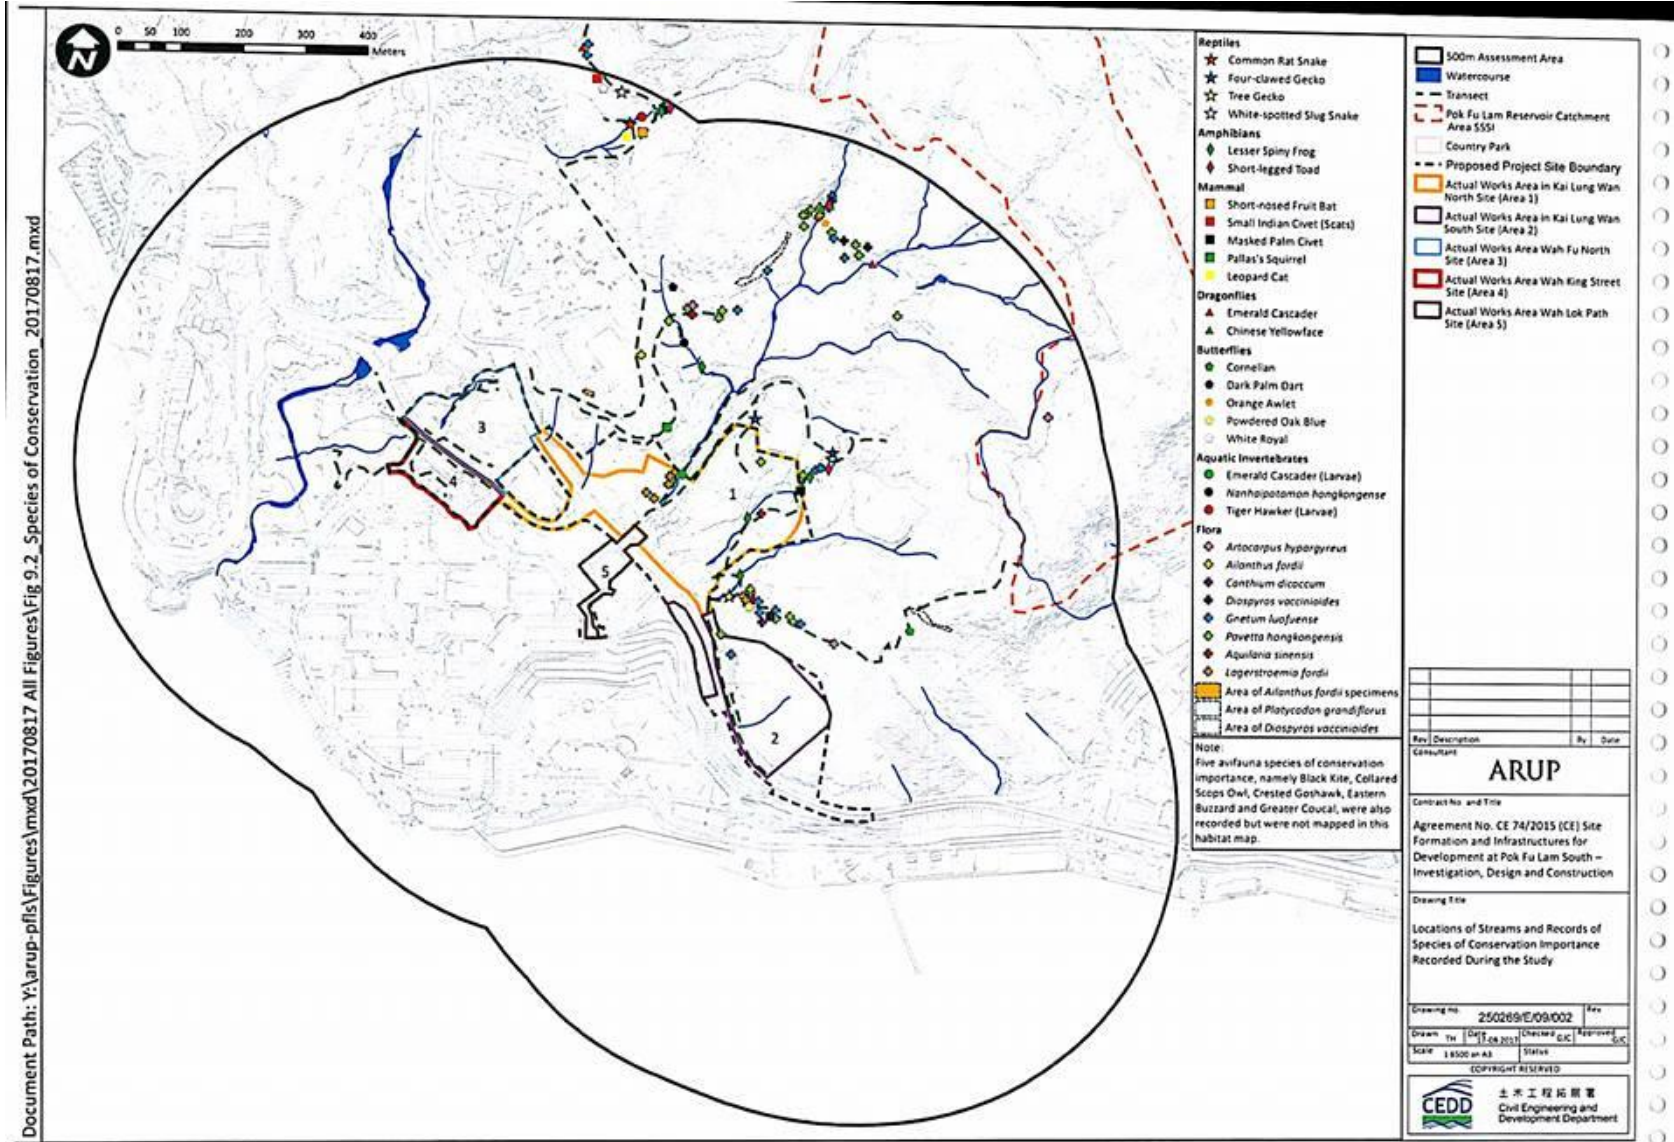 Document Path: Y:\arup-pfls\Figures\mxd\20170817 All Figures\Fig 9.2_Species of Conservation_20170817.mxd
N
0 50 100 200 300 400
Meters
3
4
1
5
2
Reptiles
Common Rat Snake
Four-clawed Gecko
Tree Gecko
White-spotted Slug Snake
Amphibians
Lesser Spiny Frog
Short-legged Toad
Mammal
Short-nosed Fruit Bat
Small Indian Civet (Scats)
Masked Palm Civet
Pallas's Squirrel
Leopard Cat
Dragonflies
Emerald Cascader
Chinese Yellowface
Butterflies
Cornelian
Dark Palm Dart
Orange Awlet
Powdered Oak Blue
White Royal
Aquatic Invertebrates
Emerald Cascader (Larvae)
Nanhaipotamon hongkongense
Tiger Hawker (Larvae)
Flora
Artocarpus hypargyreus
Ailanthus fordii
Canthium dicoccum
Diospyros vaccinioides
Gnetum luofuense
Pavetta hongkongensis
Aquilaria sinensis
Lagerstroemia fordii
Area of Ailanthus fordii specimens
Area of Platycodon grandiflorus
Area of Diospyros vaccinioides
Note:
Five avifauna species of conservation
importance, namely Black Kite, Collared
Scops Owl, Crested Goshawk, Eastern
Buzzard and Greater Coucal, were also
recorded but were not mapped in this
habitat map.
500m Assessment Area
Watercourse
Transect
Pok Fu Lam Reservoir Catchment
Area SSSI
Country Park
Proposed Project Site Boundary
Actual Works Area in Kai Lung Wan
North Site (Area 1)
Actual Works Area in Kai Lung Wan
South Site (Area 2)
Actual Works Area Wah Fu North
Site (Area 3)
Actual Works Area Wah King Street
Site (Area 4)
Actual Works Area Wah Lok Path
Site (Area 5)
Rev Description By Date
Consultant
ARUP
Contract No. and Title
Agreement No. CE 74/2015 (CE) Site
Formation and Infrastructures for
Development at Pok Fu Lam South –
Investigation, Design and Construction
Drawing Title
Locations of Streams and Records of
Species of Conservation Importance
Recorded During the Study
Drawing no. 250269/E/09/002 Rev
Drawn TH Date 17-08-2017 Checked GJC Approved GJC
Scale 1:6500 on A3 Status
COPYRIGHT RESERVED
CEDD
土木工程拓展署
Civil Engineering and
Development Department